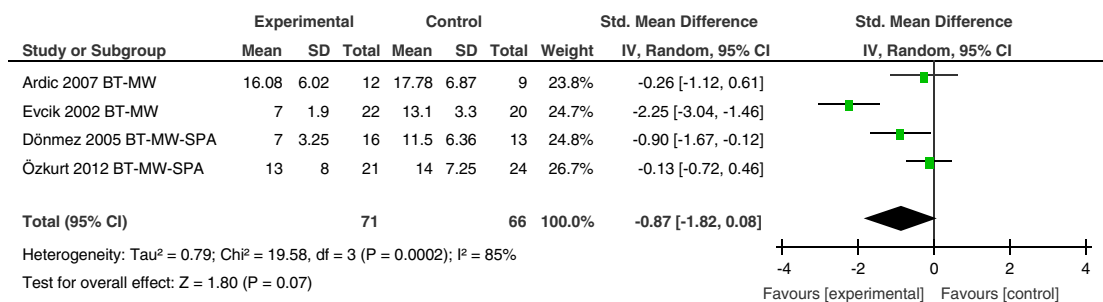 Experimental Control Std. Mean Difference Std. Mean Difference
Study or Subgroup Mean SD Total Mean SD Total Weight IV, Random, 95% CI IV, Random, 95% CI
Ardic 2007 BT-MW 16.08 6.02 12 17.78 6.87 9 23.8% -0.26 [-1.12, 0.61]
Evcik 2002 BT-MW 7 1.9 22 13.1 3.3 20 24.7% -2.25 [-3.04, -1.46]
Dönmez 2005 BT-MW-SPA 7 3.25 16 11.5 6.36 13 24.8% -0.90 [-1.67, -0.12]
Özkurt 2012 BT-MW-SPA 13 8 21 14 7.25 24 26.7% -0.13 [-0.72, 0.46]
Total (95% CI) 71 66 100.0% -0.87 [-1.82, 0.08]
Heterogeneity: Tau² = 0.79; Chi² = 19.58, df = 3 (P = 0.0002); I² = 85%
Test for overall effect: Z = 1.80 (P = 0.07)
-4 -2 0 2 4
Favours [experimental] Favours [control]